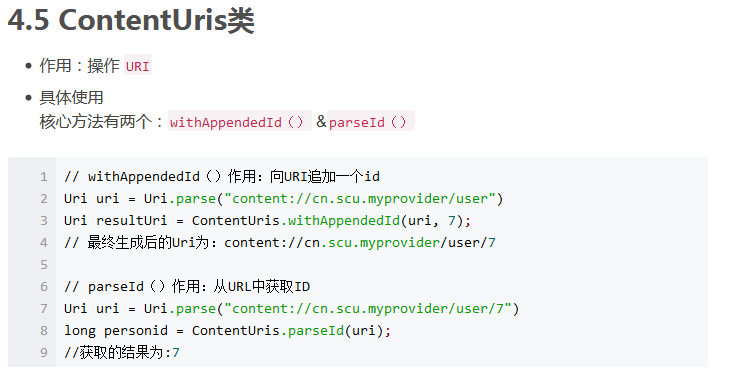 4.5 ContentUris类
作用：操作 URI
具体使用
核心方法有两个：withAppendedId（） &parseId（）
1 // withAppendedId（）作用：向URI追加一个id
2 Uri uri = Uri.parse("content://cn.scu.myprovider/user")
3 Uri resultUri = ContentUris.withAppendedId(uri, 7);
4 // 最终生成后的Uri为：content://cn.scu.myprovider/user/7
5
6 // parseId（）作用：从URL中获取ID
7 Uri uri = Uri.parse("content://cn.scu.myprovider/user/7")
8 long personid = ContentUris.parseId(uri);
9 //获取的结果为:7